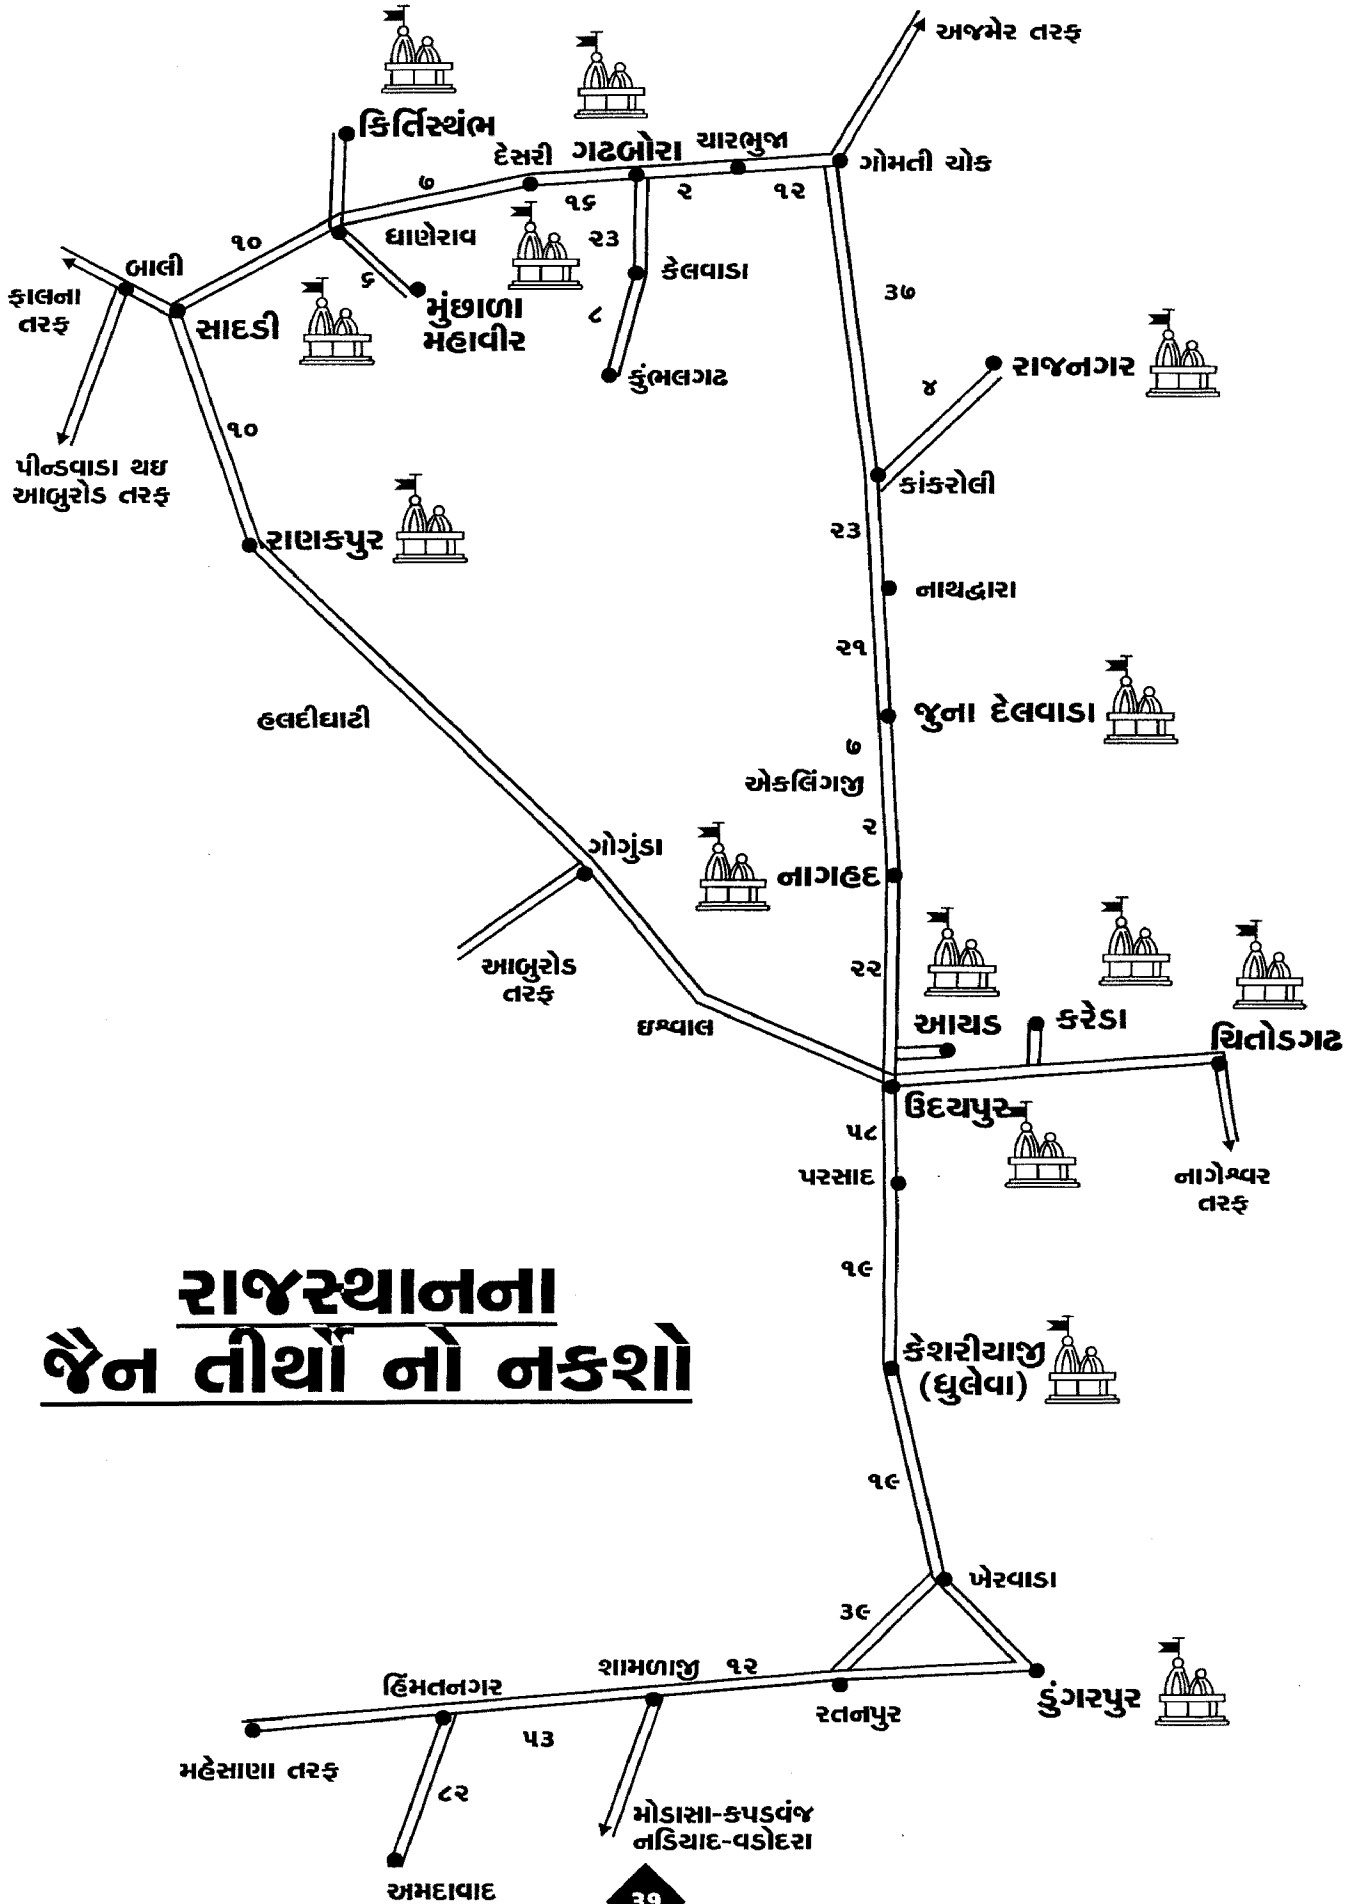 અજમેર તરફ
કિર્તિસ્થંભ
દેસરી
ગઢબોરા
ચારભુજા
ગોમતી ચોક
૭
૧૬
૨
૧૨
૧૦
ઘાણેરાવ
૨૩
કેલવાડા
બાલી
૬
ફાલના
તરફ
સાદડી
મુંછાળા
મહાવીર
૮
૩૭
કુંભલગઢ
રાજનગર
૪
૧૦
પીન્ડવાડા થઇ
આબુરોડ તરફ
કાંકરોલી
રાણકપુર
૨૩
નાથદ્વારા
૨૧
હલદીઘાટી
જુના દેલવાડા
૭
એકલિંગજી
૨
ગોગુંડા
નાગહદ
આબુરોડ
તરફ
૨૨
ઇશ્વાલ
આયડ
કરેડા
ચિતોડગઢ
ઉદયપુર
૫૮
પરસાદ
નાગેશ્વર
તરફ
૧૯
રાજસ્થાનના
જૈન તીર્થો નો નકશો
કેશરીયાજી
(ધુલેવા)
૧૯
ખેરવાડા
૩૯
શામળાજી
૧૨
હિંમતનગર
રતનપુર
ડુંગરપુર
૫૩
મહેસાણા તરફ
૮૨
મોડાસા-કપડવંજ
નડિયાદ-વડોદરા
અમદાવાદ